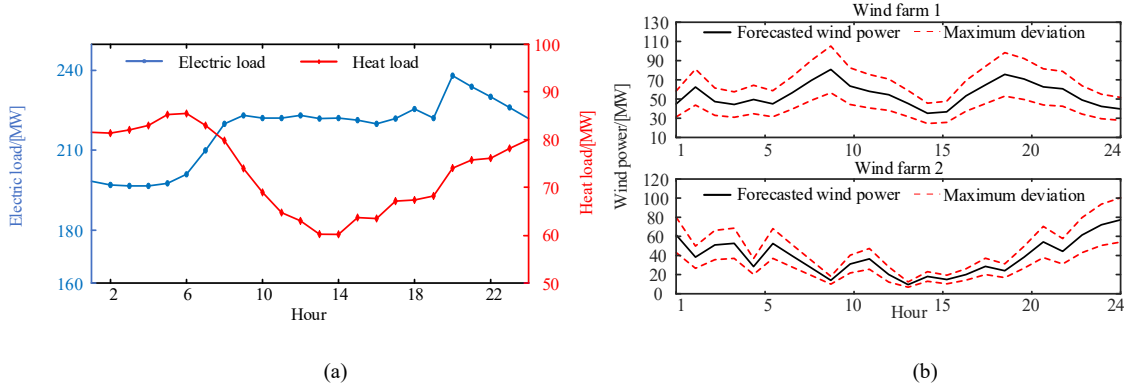 Electric load
Heat load
Electric load/[MW]
240
210
180
160
100
90
80
70
60
50
Heat load/[MW]
2 6 10 14 18 22
Hour
(a)
Wind farm 1
Forecasted wind power Maximum deviation
130
110
90
70
50
30
10
1 5 10 15 20 24
Wind power/[MW]
Wind farm 2
Forecasted wind power Maximum deviation
120
100
80
60
40
20
0
1 5 10 15 20 24
Hour
(b)